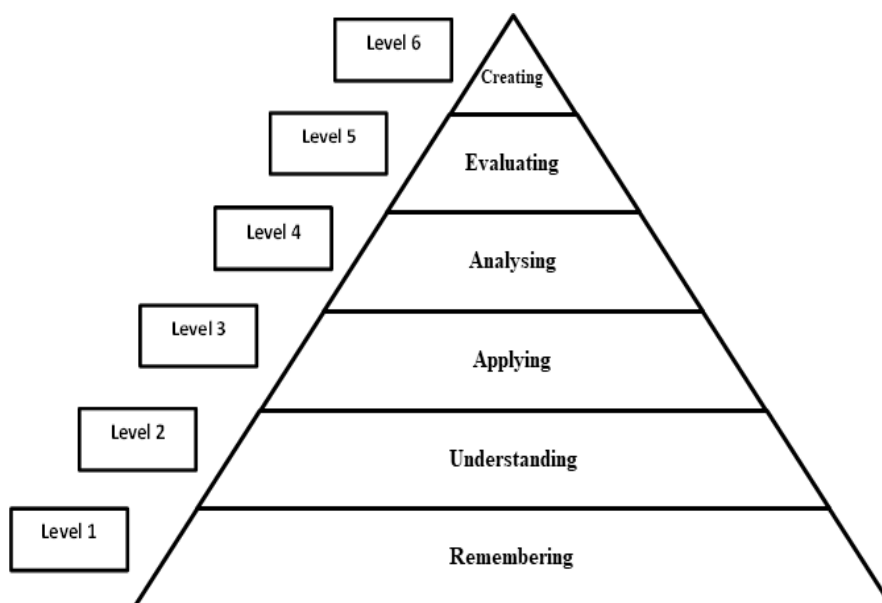 Level 6
Creating
Level 5
Evaluating
Level 4
Analysing
Level 3
Applying
Level 2
Understanding
Level 1
Remembering